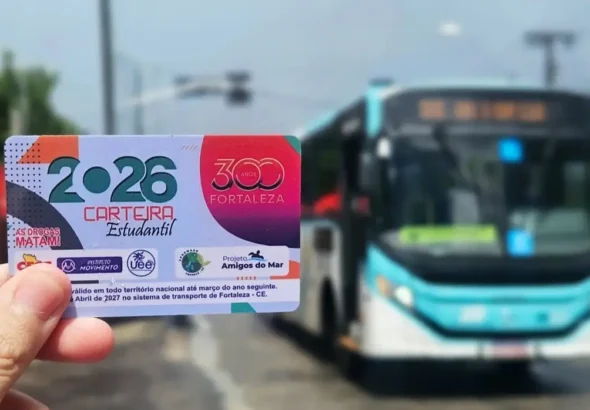 2026
CARTEIRA
Estudantil
300
ANOS
FORTALEZA
AS DROGAS
MATAM!
INSTITUTO
MOVIMENTO
UEE
Projeto
Amigos do Mar
válido em todo território nacional até março do ano seguinte.
Abril de 2027 no sistema de transporte de Fortaleza - CE.